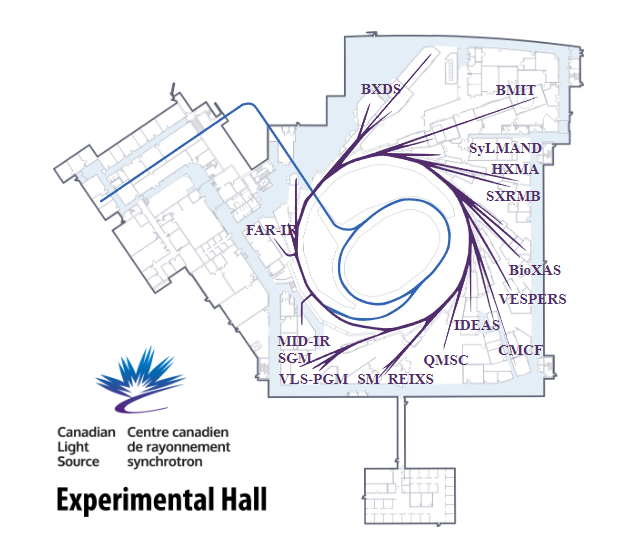 BXDS
BMIT
SyLMAND
HXMA
SXRMB
FAR-IR
BioXAS
VESPERS
IDEAS
MID-IR
SGM
CMCF
QMSC
VLS-PGM
SM
REIXS
Canadian
Light
Source
Centre canadien
de rayonnement
synchrotron
Experimental Hall